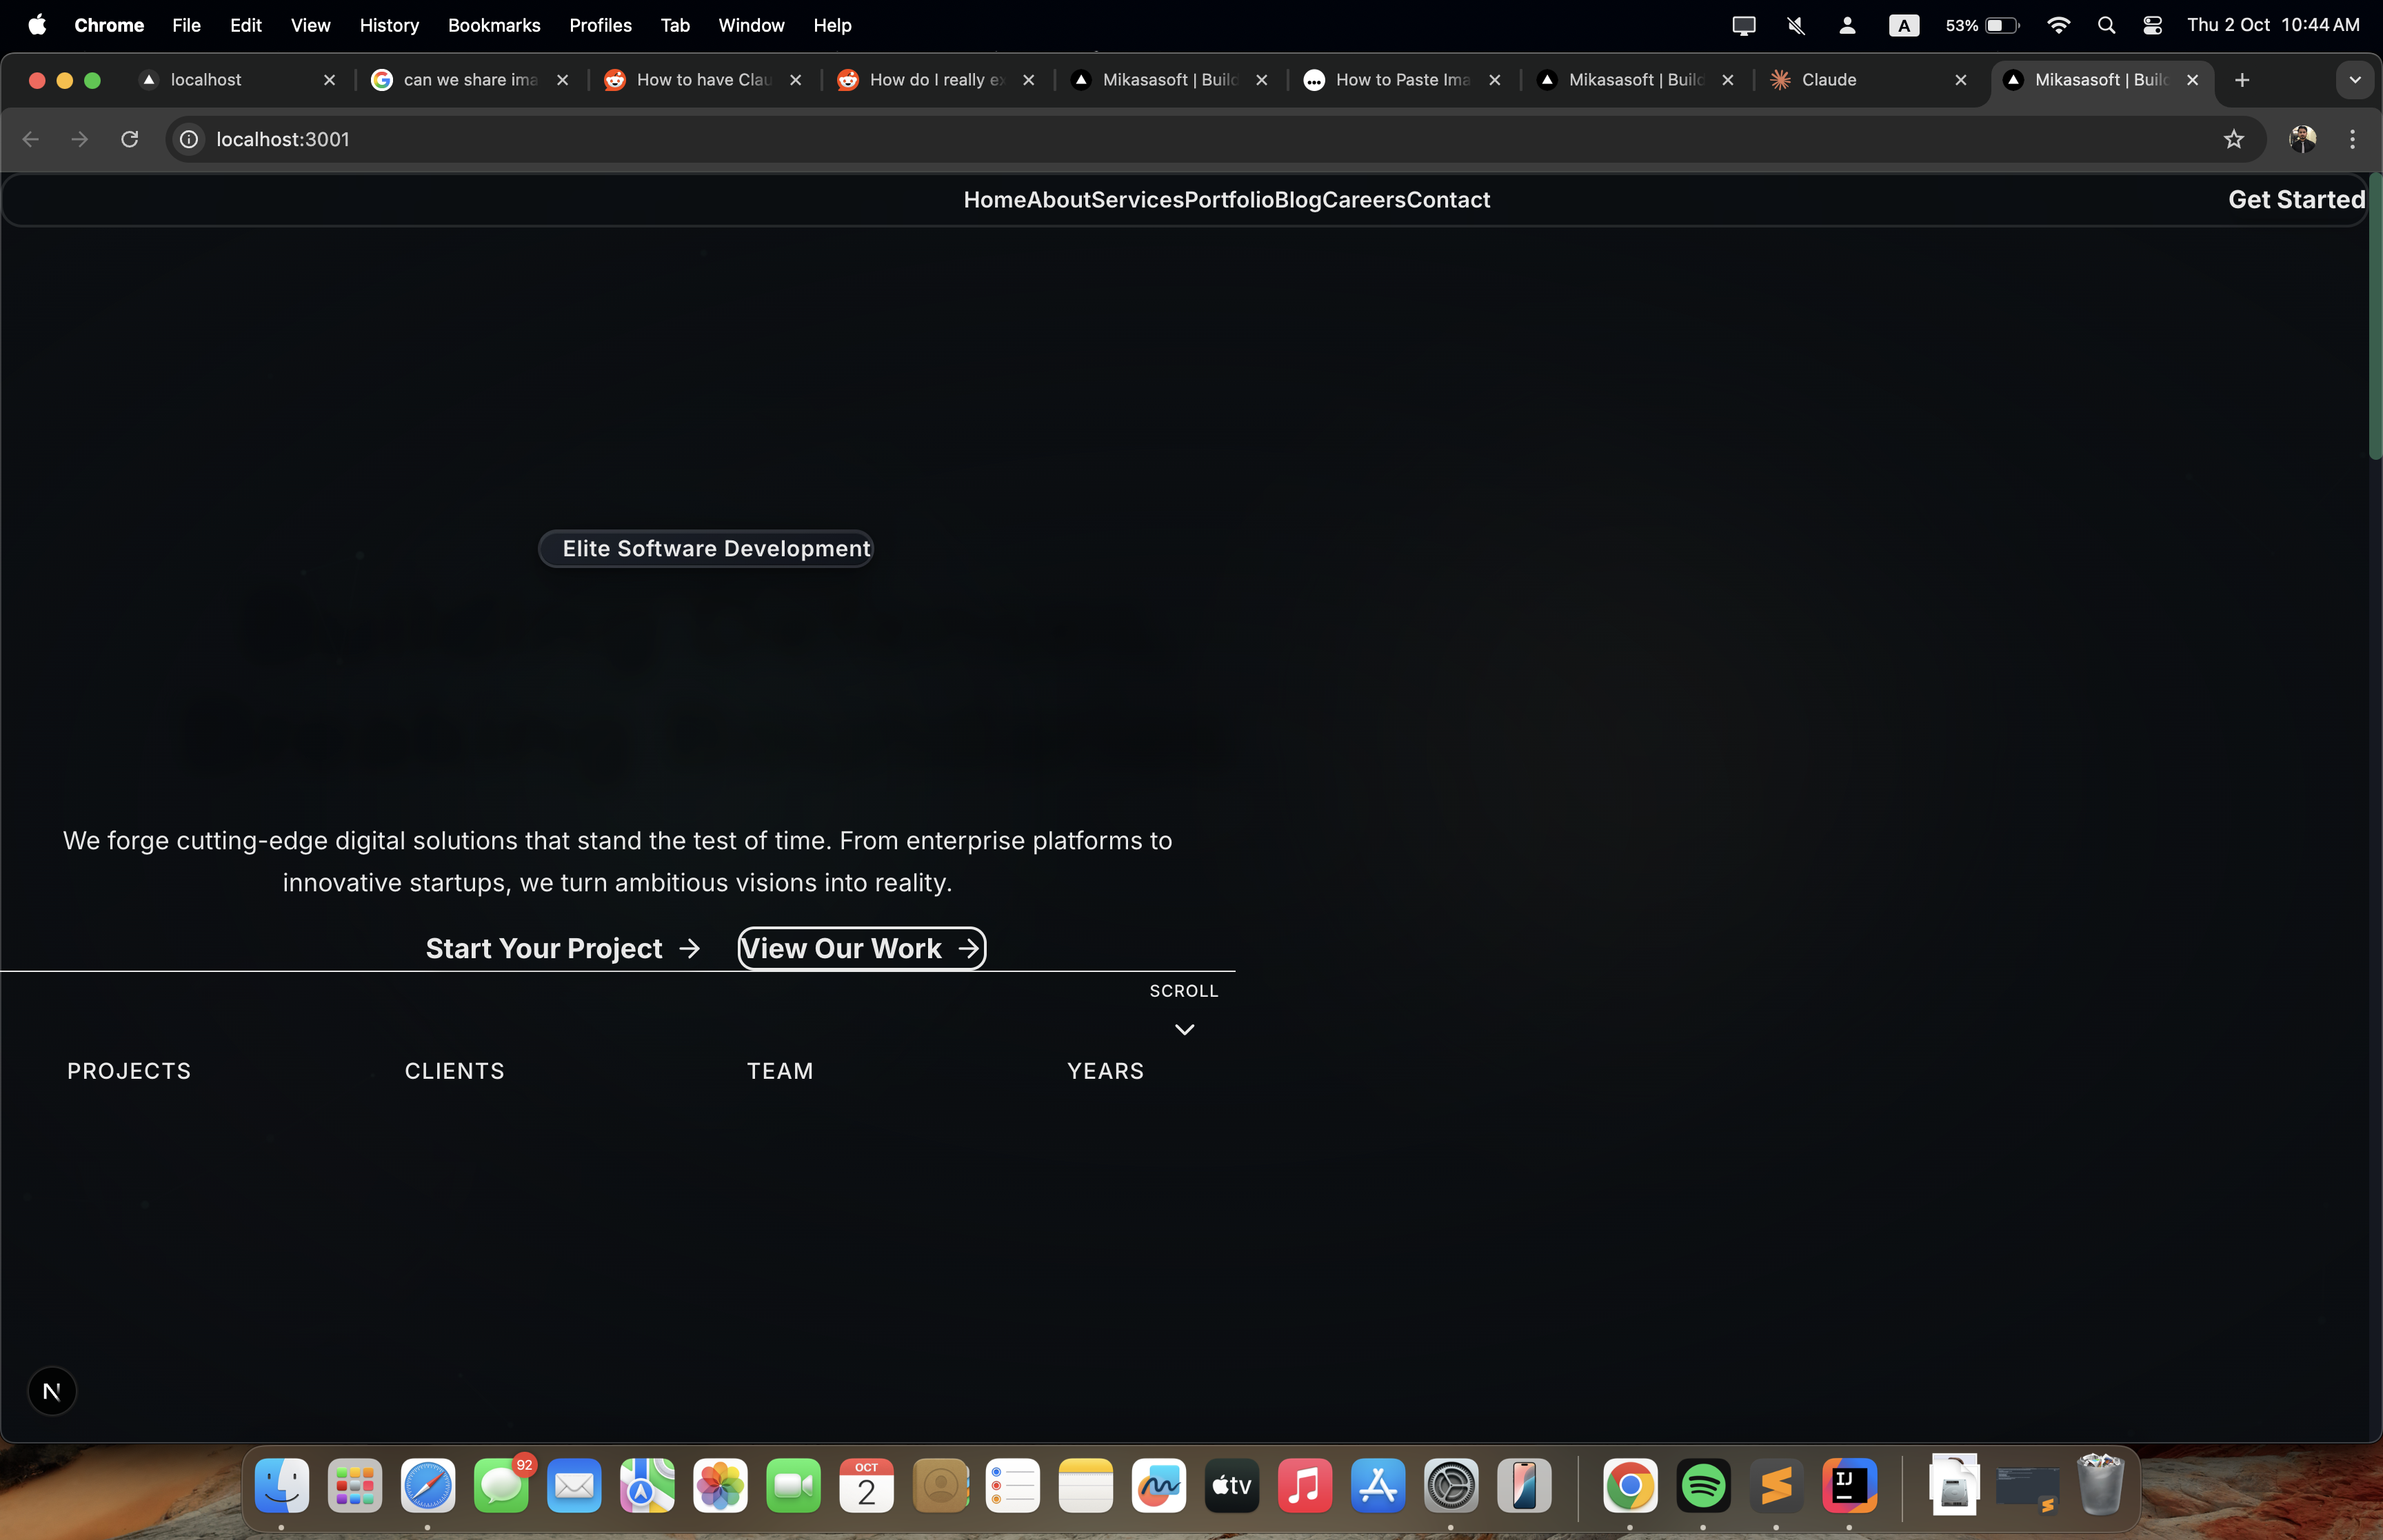 Chrome File Edit View History Bookmarks Profiles Tab Window Help A 53% Thu 2 Oct 10:44 AM
localhost can we share ima How to have Clau How do I really ex Mikasasoft | Build How to Paste Ima Mikasasoft | Build Claude Mikasasoft | Build
localhost:3001
HomeAboutServicesPortfolioBlogCareersContact Get Started
Elite Software Development
We forge cutting-edge digital solutions that stand the test of time. From enterprise platforms to
innovative startups, we turn ambitious visions into reality.
Start Your Project → View Our Work →
SCROLL
PROJECTS CLIENTS TEAM YEARS
N
92
OCT
2
tv
IJ